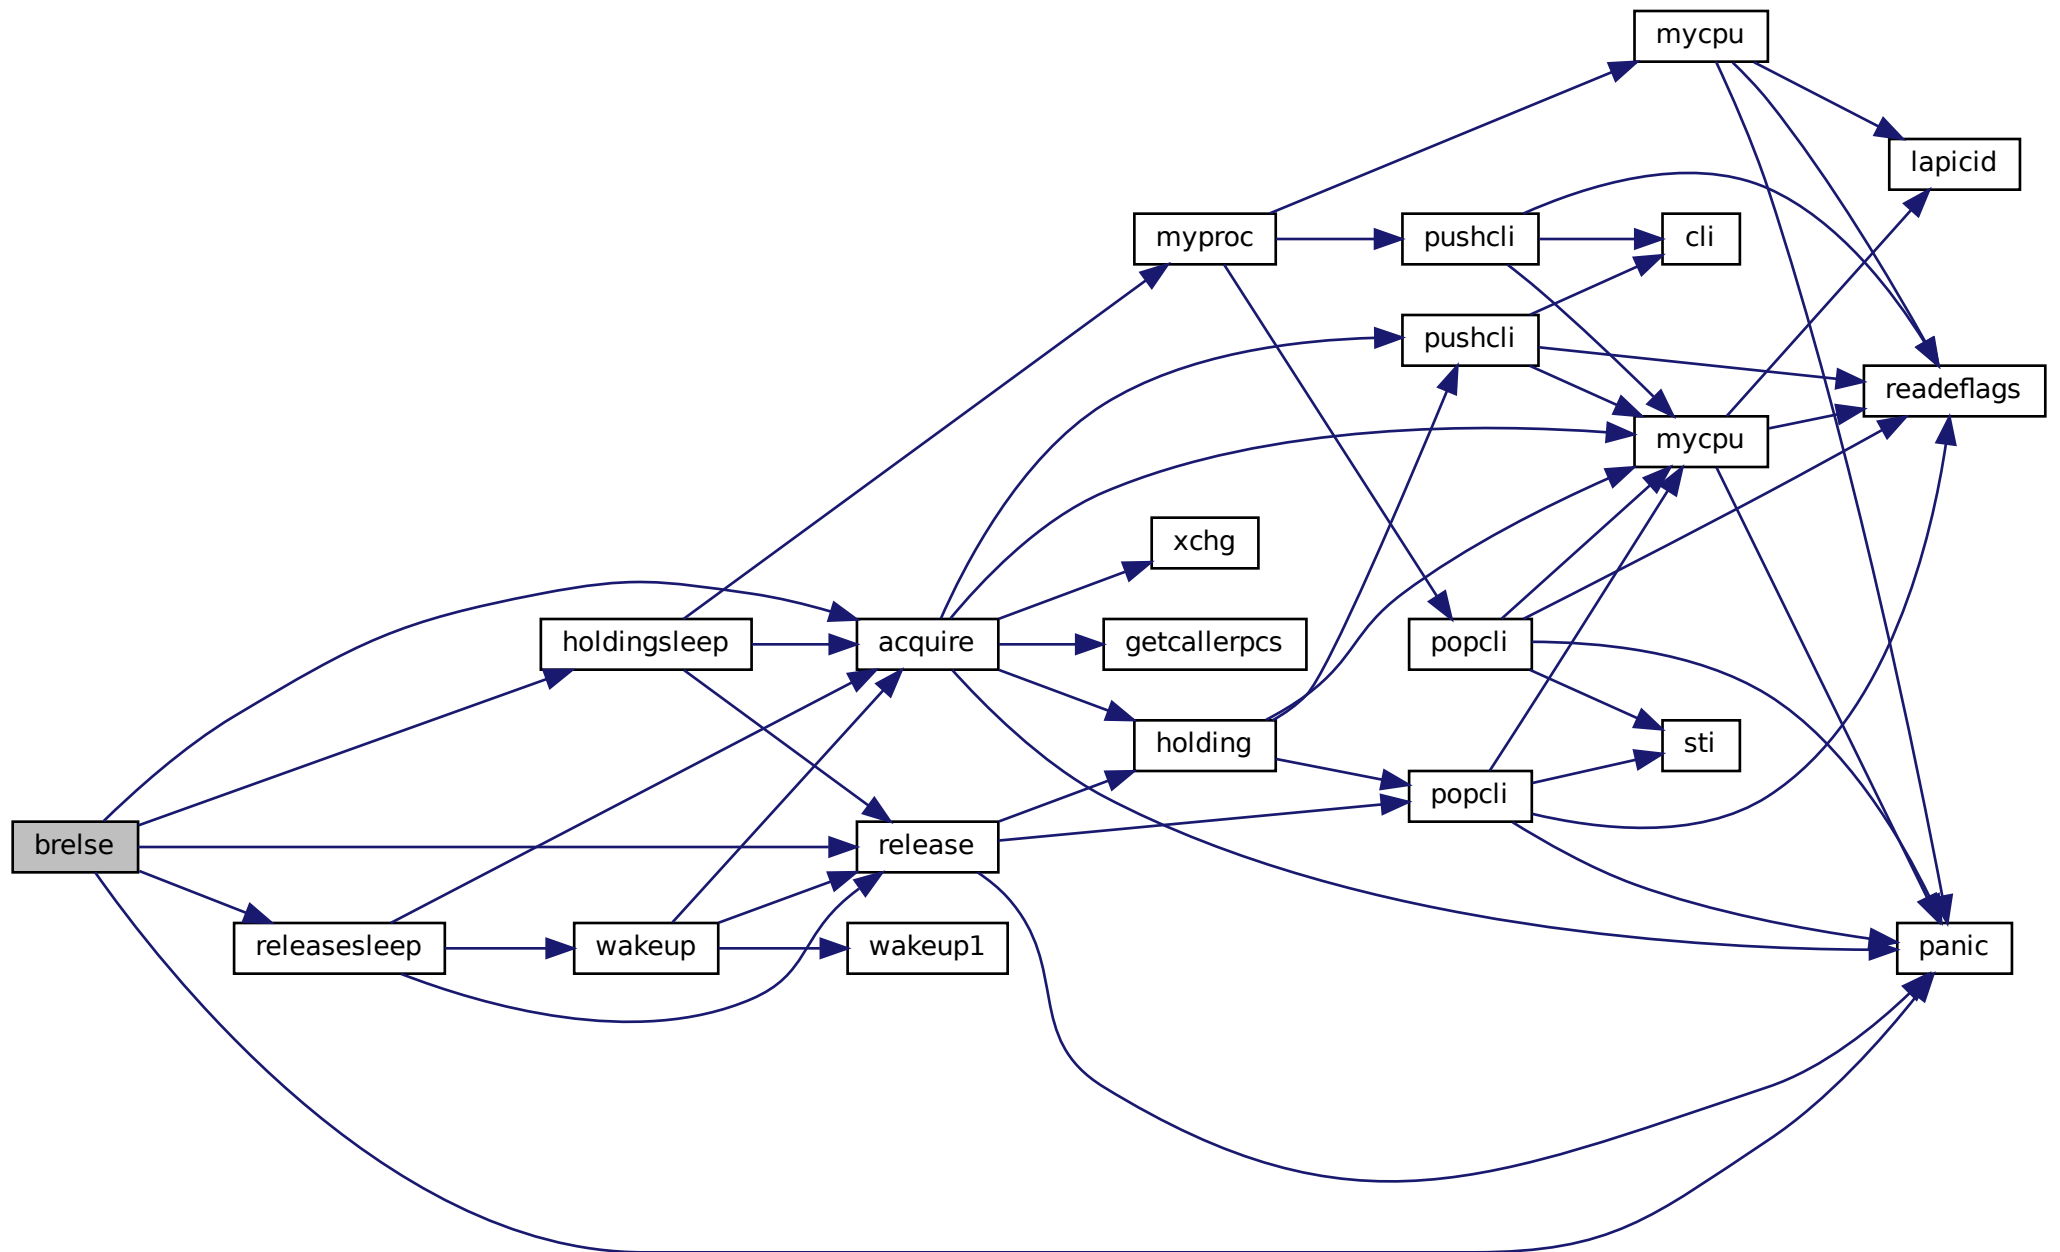 mycpu
lapicid
myproc
pushcli
cli
pushcli
readeflags
mycpu
xchg
holdingsleep
acquire
getcallerpcs
popcli
holding
sti
popcli
brelse
release
releasesleep
wakeup
wakeup1
panic